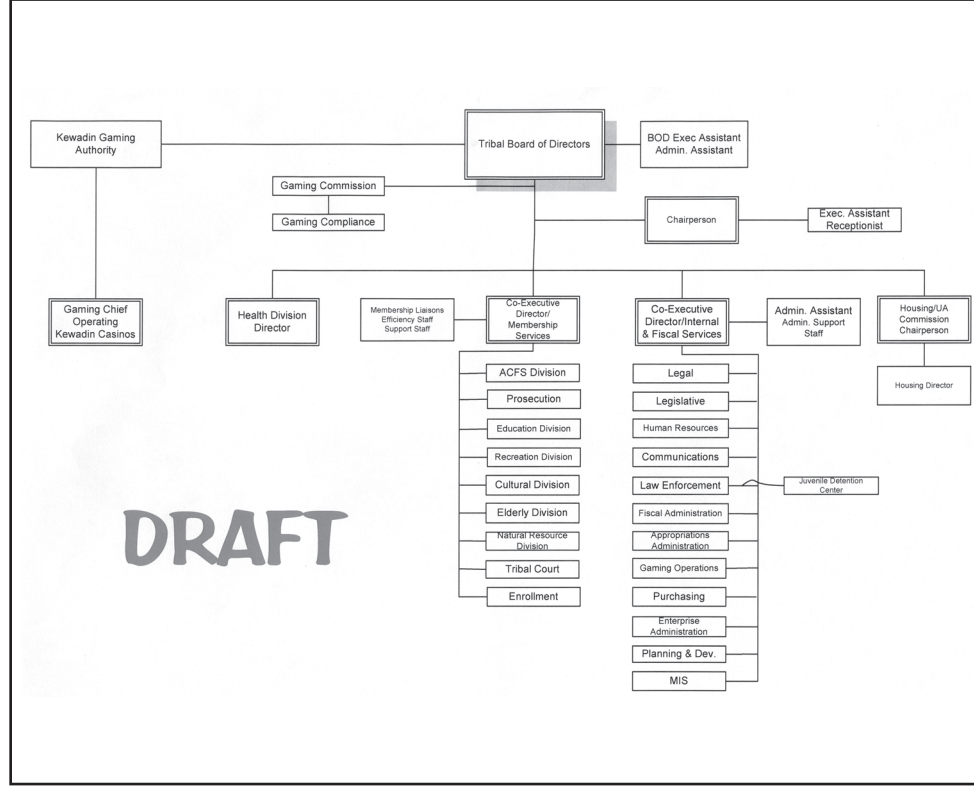 Kewadin Gaming
Authority
Tribal Board of Directors
BOD Exec Assistant
Admin. Assistant
Gaming Commission
Gaming Compliance
Chairperson
Exec. Assistant
Receptionist
Gaming Chief
Operating
Kewadin Casinos
Health Division
Director
Membership Liaisons
Efficiency Staff
Support Staff
Co-Executive
Director/
Membership
Services
Co-Executive
Director/Internal
& Fiscal Services
Admin. Assistant
Admin. Support
Staff
Housing/UA
Commission
Chairperson
Housing Director
ACFS Division
Prosecution
Education Division
Recreation Division
Cultural Division
Elderly Division
Natural Resource
Division
Tribal Court
Enrollment
Legal
Legislative
Human Resources
Communications
Law Enforcement
Juvenile Detention
Center
Fiscal Administration
Appropriations
Administration
Gaming Operations
Purchasing
Enterprise
Administration
Planning & Dev.
MIS
DRAFT